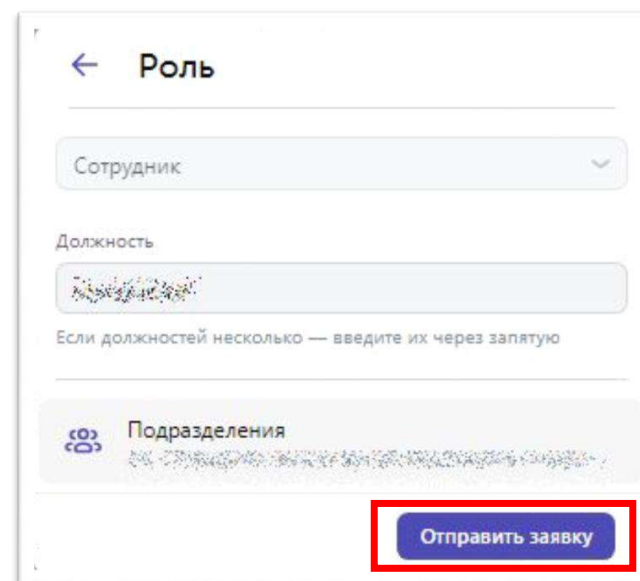 Роль
Сотрудник
Должность
Если должностей несколько — введите их через запятую
Подразделения
Отправить заявку